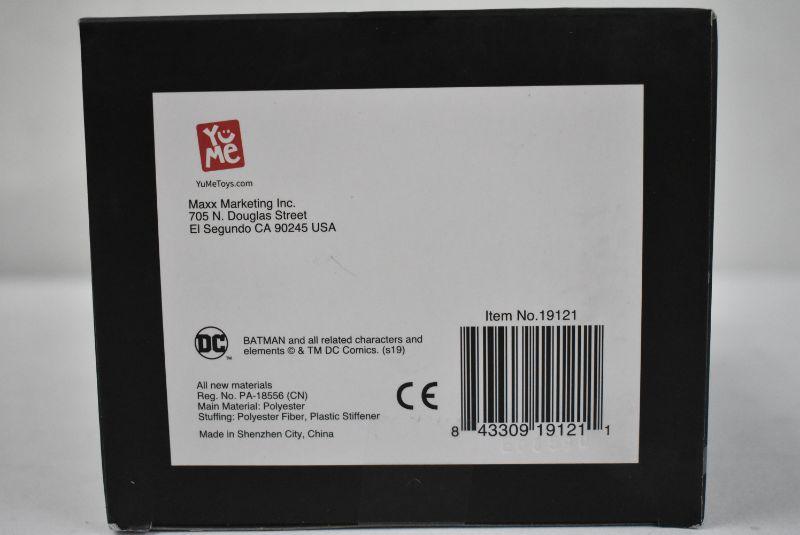 YuMe
YuMeToys.com
Maxx Marketing Inc.
705 N. Douglas Street
El Segundo CA 90245 USA
DC TM
BATMAN and all related characters and
elements © & TM DC Comics. (s19)
All new materials
Reg. No. PA-18556 (CN)
Main Material: Polyester
Stuffing: Polyester Fiber, Plastic Stiffener
Made in Shenzhen City, China
CE
Item No.19121
8 43309 19121 1